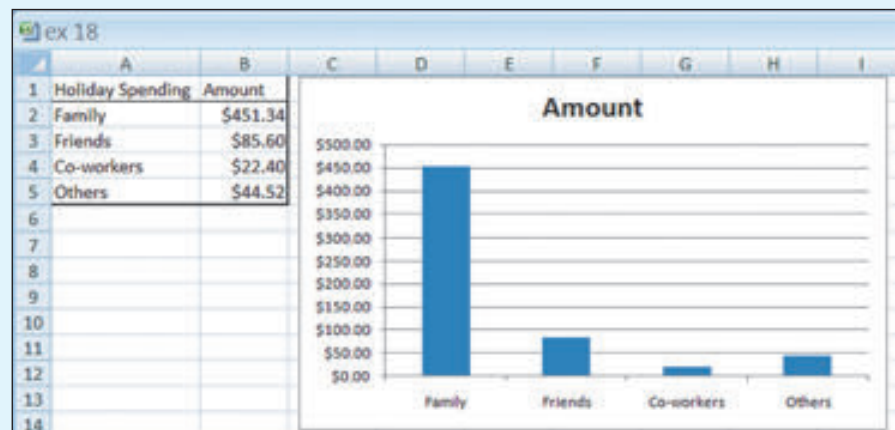 ex 18
A B C D E F G H I
1 Holiday Spending Amount
2 Family $451.34
3 Friends $85.60
4 Co-workers $22.40
5 Others $44.52
6
7
8
9
10
11
12
13
14
Amount
$500.00
$450.00
$400.00
$350.00
$300.00
$250.00
$200.00
$150.00
$100.00
$50.00
$0.00
Family Friends Co-workers Others